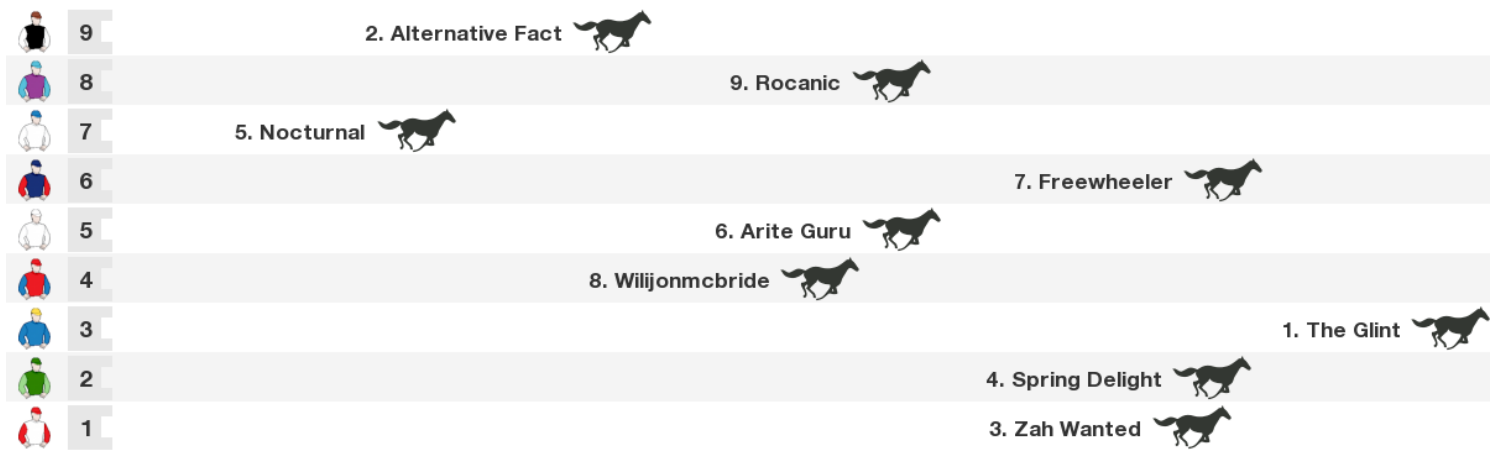 9 2. Alternative Fact
8 9. Rocanic
7 5. Nocturnal
6 7. Freewheeler
5 6. Arite Guru
4 8. Wilijonmcbride
3 1. The Glint
2 4. Spring Delight
1 3. Zah Wanted